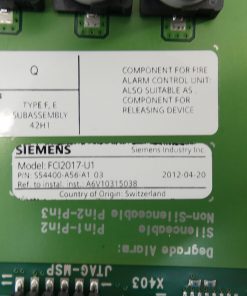 Q
COMPONENT FOR FIRE
ALARM CONTROL UNIT:
ALSO SUITABLE AS
COMPONENT FOR
RELEASING DEVICE
TYPE F, E
SUBASSEMBLY
42H1
SIEMENS
Siemens Industry Inc.
Model: FCI2017-U1
P/N: S54400-A56-A1 03
2012-04-20
Ref. to instal. inst.: A6V10315038
Country of Origin: Switzerland
Degrade Alarm:
Silenceable Pin1-Pin2
Non-Silenceable Pin2-Pin3
JTAG-MSP
X403